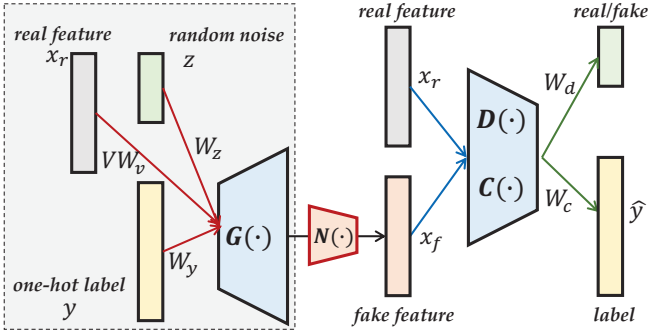 real feature
x_r
random noise
z
VW_v
W_z
one-hot label
y
W_y
G(·)
N(·)
real feature
x_r
fake feature
x_f
D(·)
C(·)
real/fake
W_d
W_c
ŷ
label